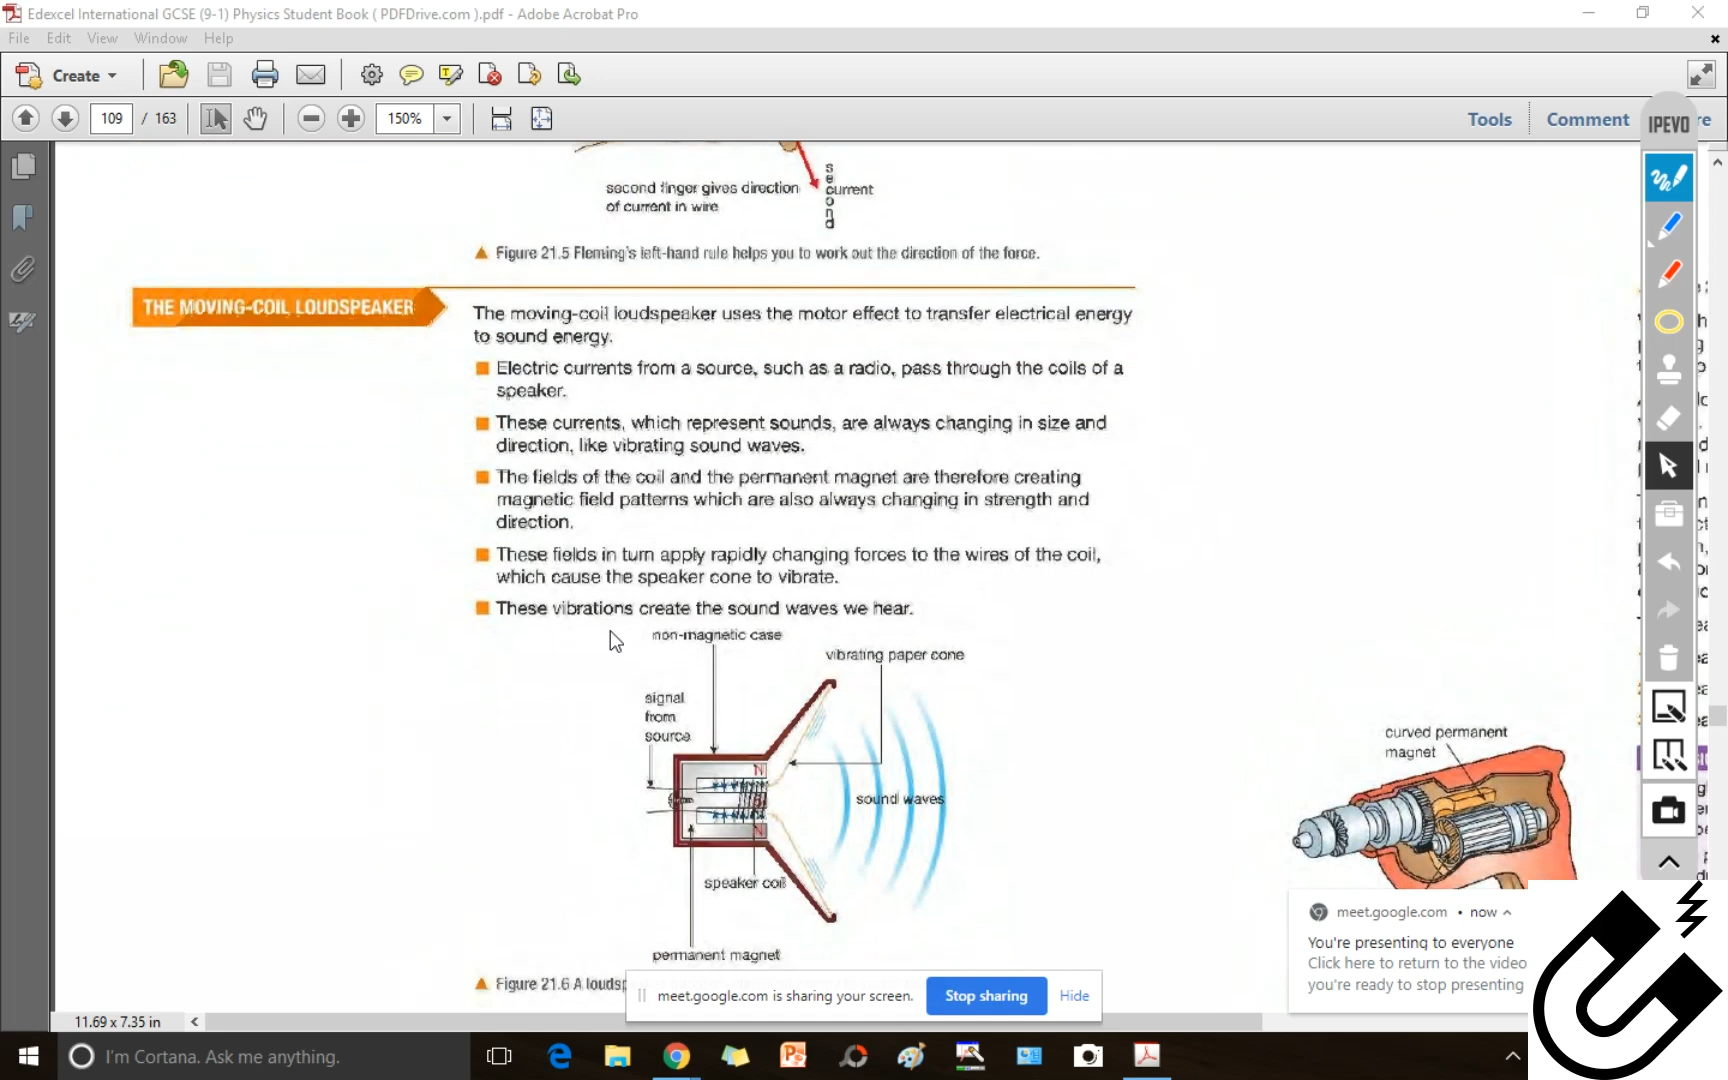 Edexcel International GCSE (9-1) Physics Student Book ( PDFDrive.com ).pdf - Adobe Acrobat Pro
File Edit View Window Help
Create
109 / 163
150%
Tools
Comment
IPEVO
second finger gives direction
of current in wire
second
current
Figure 21.5 Fleming's left-hand rule helps you to work out the direction of the force.
THE MOVING-COIL LOUDSPEAKER
The moving-coil loudspeaker uses the motor effect to transfer electrical energy
to sound energy.
Electric currents from a source, such as a radio, pass through the coils of a
speaker.
These currents, which represent sounds, are always changing in size and
direction, like vibrating sound waves.
The fields of the coil and the permanent magnet are therefore creating
magnetic field patterns which are also always changing in strength and
direction.
These fields in turn apply rapidly changing forces to the wires of the coil,
which cause the speaker cone to vibrate.
These vibrations create the sound waves we hear.
non-magnetic case
vibrating paper cone
signal
from
source
N
N
sound waves
speaker coil
permanent magnet
curved permanent
magnet
Figure 21.6 A louds
meet.google.com is sharing your screen.
Stop sharing
Hide
meet.google.com • now
You're presenting to everyone
Click here to return to the video
you're ready to stop presenting
11.69 x 7.35 in
I'm Cortana. Ask me anything.